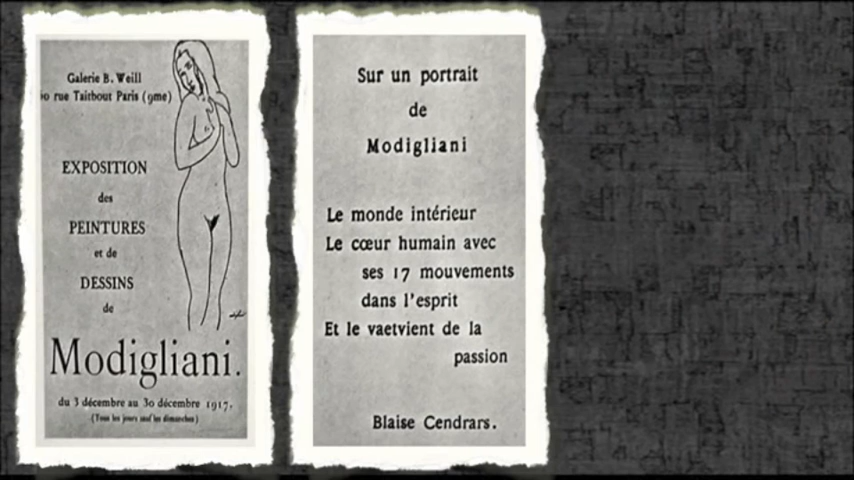 Galerie B. Weill
50 rue Taitbout Paris (9me)
EXPOSITION
des
PEINTURES
et de
DESSINS
de
Modigliani.
du 3 décembre au 30 décembre 1917.
(Tous les jours sauf les dimanches)
Sur un portrait
de
Modigliani
Le monde intérieur
Le cœur humain avec
ses 17 mouvements
dans l'esprit
Et le vaetvient de la
passion
Blaise Cendrars.